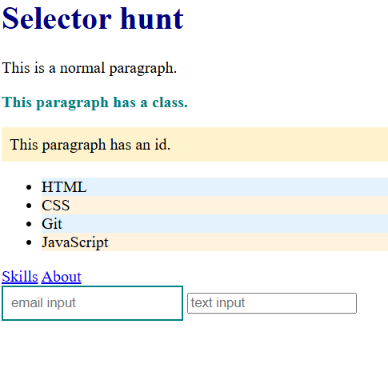 Selector hunt
This is a normal paragraph.
This paragraph has a class.
This paragraph has an id.
HTML
CSS
Git
JavaScript
Skills About
email input text input